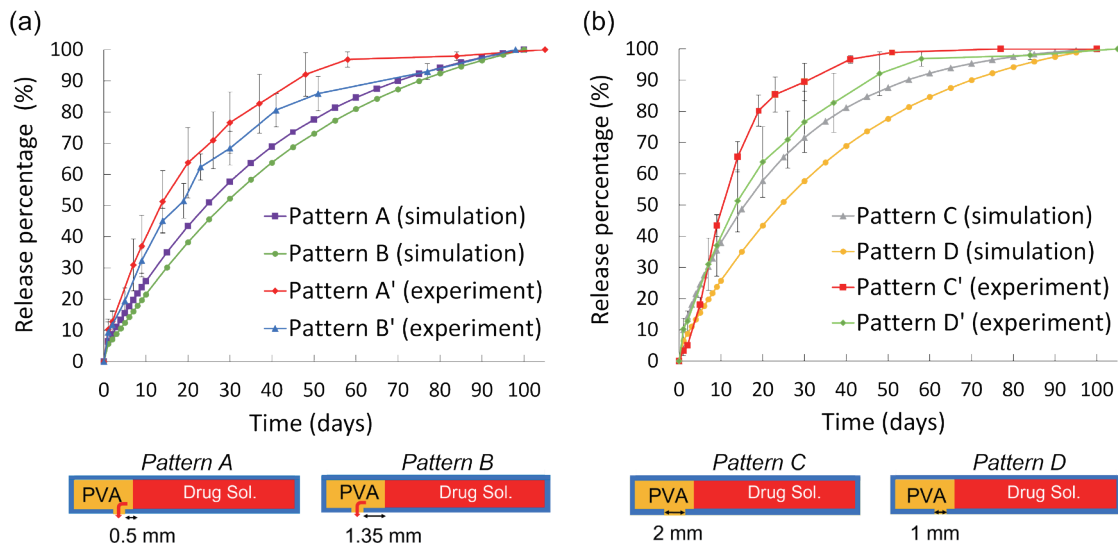 (a)
Release percentage (%)
100
90
80
70
60
50
40
30
20
10
0
Pattern A (simulation)
Pattern B (simulation)
Pattern A' (experiment)
Pattern B' (experiment)
0 10 20 30 40 50 60 70 80 90 100
Time (days)
Pattern A
PVA Drug Sol.
0.5 mm
Pattern B
PVA Drug Sol.
1.35 mm
(b)
Release percentage (%)
100
90
80
70
60
50
40
30
20
10
0
Pattern C (simulation)
Pattern D (simulation)
Pattern C' (experiment)
Pattern D' (experiment)
0 10 20 30 40 50 60 70 80 90 100
Time (days)
Pattern C
PVA Drug Sol.
2 mm
Pattern D
PVA Drug Sol.
1 mm